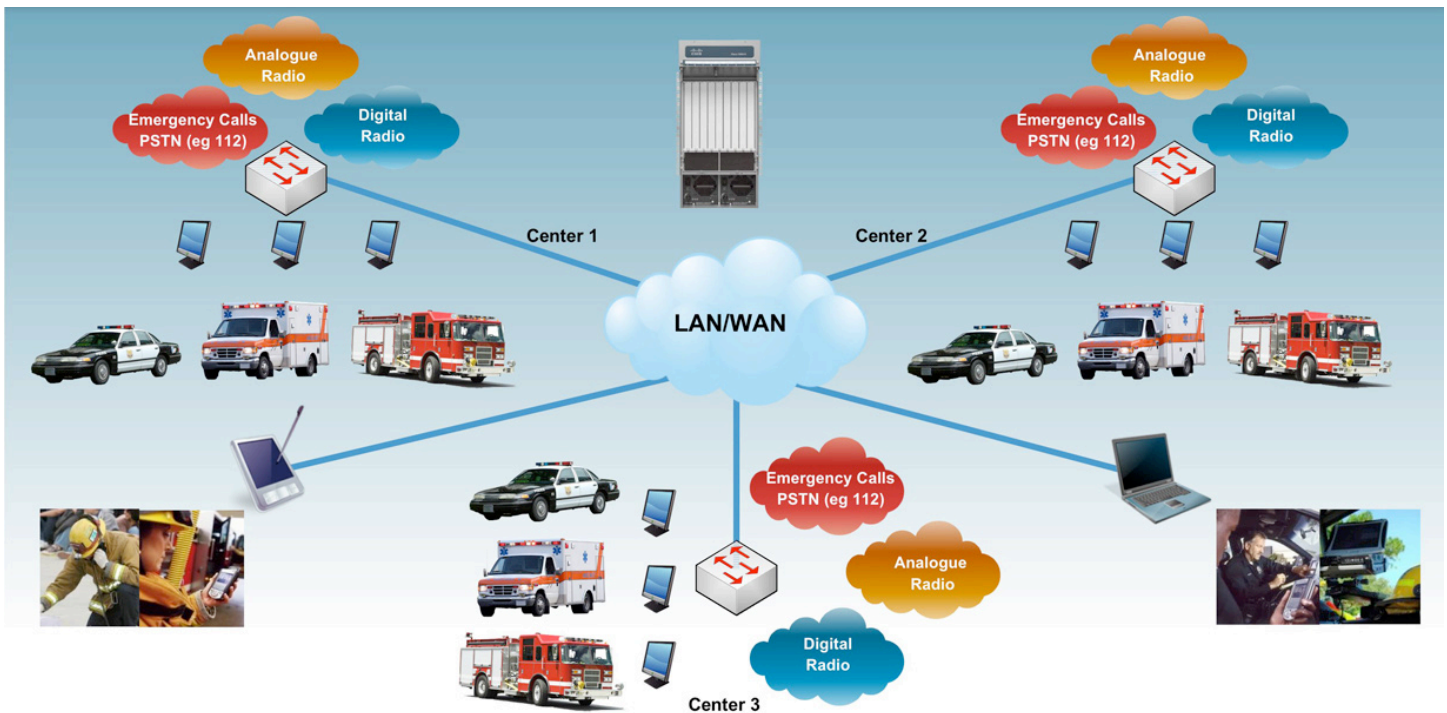 Analogue
Radio
Emergency Calls
PSTN (eg 112)
Digital
Radio
Center 1
Analogue
Radio
Emergency Calls
PSTN (eg 112)
Digital
Radio
Center 2
LAN/WAN
Emergency Calls
PSTN (eg 112)
Analogue
Radio
Digital
Radio
Center 3